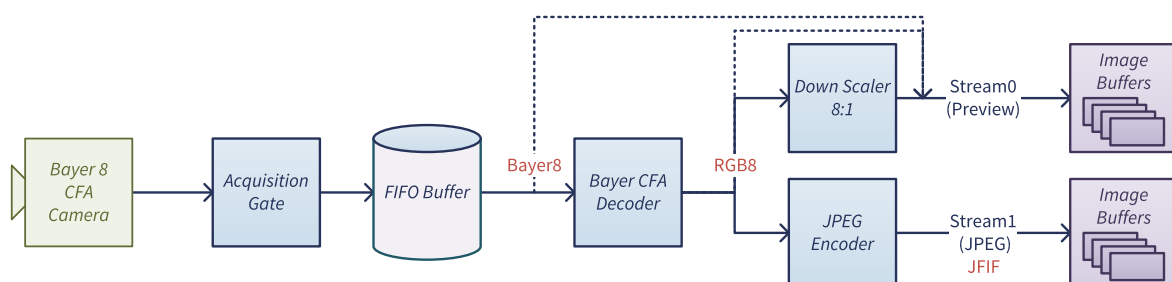 Bayer 8
CFA
Camera
Acquisition
Gate
FIFO Buffer
Bayer8
Bayer CFA
Decoder
RGB8
Down Scaler
8:1
Stream0
(Preview)
Image
Buffers
JPEG
Encoder
Stream1
(JPEG)
JFIF
Image
Buffers